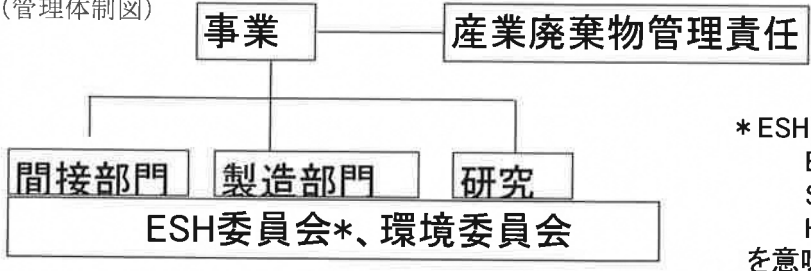 (管理体制図)
事業
産業廃棄物管理責任
間接部門
製造部門
研究
ESH委員会*、環境委員会
*ESH
E
S
H
を意